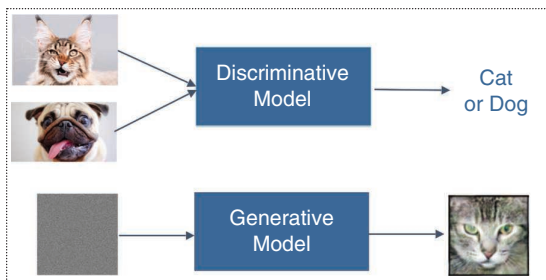 Discriminative
Model
Cat
or Dog
Generative
Model